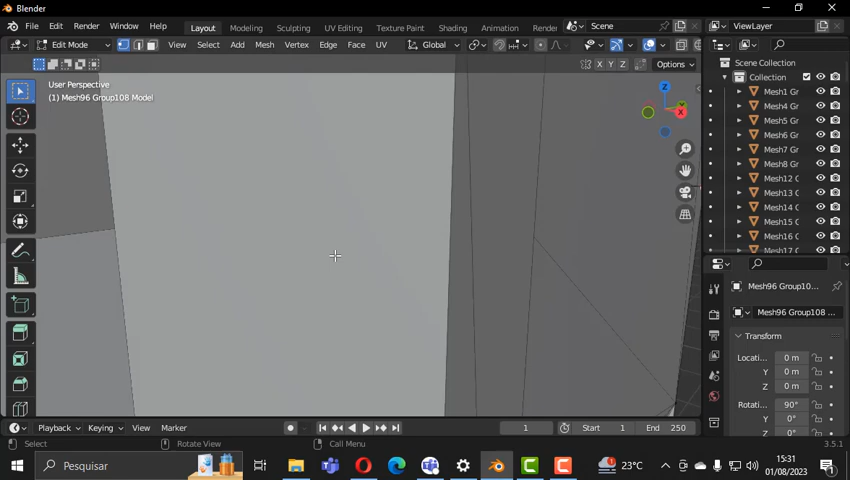 Blender
File Edit Render Window Help Layout Modeling Sculpting UV Editing Texture Paint Shading Animation Render Scene ViewLayer
Edit Mode View Select Add Mesh Vertex Edge Face UV Global
X Y Z Options
User Perspective
(1) Mesh96 Group108 Model
Z
X
Scene Collection
Collection
Mesh1 Gr
Mesh4 Gr
Mesh5 Gr
Mesh6 Gr
Mesh7 Gr
Mesh8 Gr
Mesh12 G
Mesh13 G
Mesh14 G
Mesh15 G
Mesh16 G
Mesh17 G
Mesh96 Group10...
Mesh96 Group108 ...
Transform
Locati... 0 m
Y 0 m
Z 0 m
Rotati... 90°
Y 0°
Playback Keying View Marker 1 Start 1 End 250
Select Rotate View Call Menu 3.5.1
Pesquisar 23°C 15:31
01/08/2023